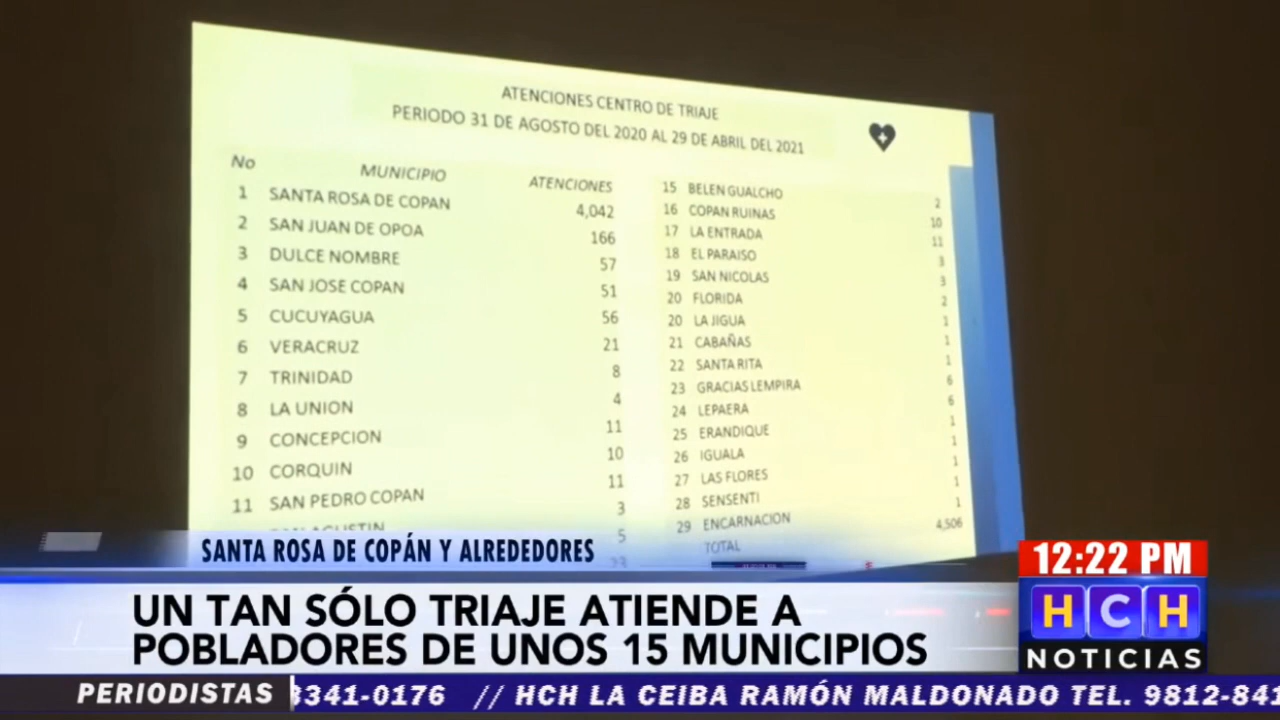 ATENCIONES CENTRO DE TRIAJE
PERIODO 31 DE AGOSTO DEL 2020 AL 29 DE ABRIL DEL 2021
No MUNICIPIO ATENCIONES
1 SANTA ROSA DE COPAN 4,042
2 SAN JUAN DE OPOA 166
3 DULCE NOMBRE 57
4 SAN JOSE COPAN 51
5 CUCUYAGUA 56
6 VERACRUZ 21
7 TRINIDAD 8
8 LA UNION 4
9 CONCEPCION 11
10 CORQUIN 10
11 SAN PEDRO COPAN 11
3
5
15 BELEN GUALCHO 2
16 COPAN RUINAS 10
17 LA ENTRADA 11
18 EL PARAISO 3
19 SAN NICOLAS 3
20 FLORIDA 2
20 LA JIGUA 1
21 CABAÑAS 1
22 SANTA RITA 1
23 GRACIAS LEMPIRA 6
24 LEPAERA 6
25 ERANDIQUE 1
26 IGUALA 1
27 LAS FLORES 1
28 SENSENTI 1
29 ENCARNACION 1
TOTAL 4,506
SANTA ROSA DE COPÁN Y ALREDEDORES
UN TAN SÓLO TRIAJE ATIENDE A
POBLADORES DE UNOS 15 MUNICIPIOS
12:22 PM
HCH
NOTICIAS
PERIODISTAS 3341-0176 // HCH LA CEIBA RAMÓN MALDONADO TEL. 9812-841